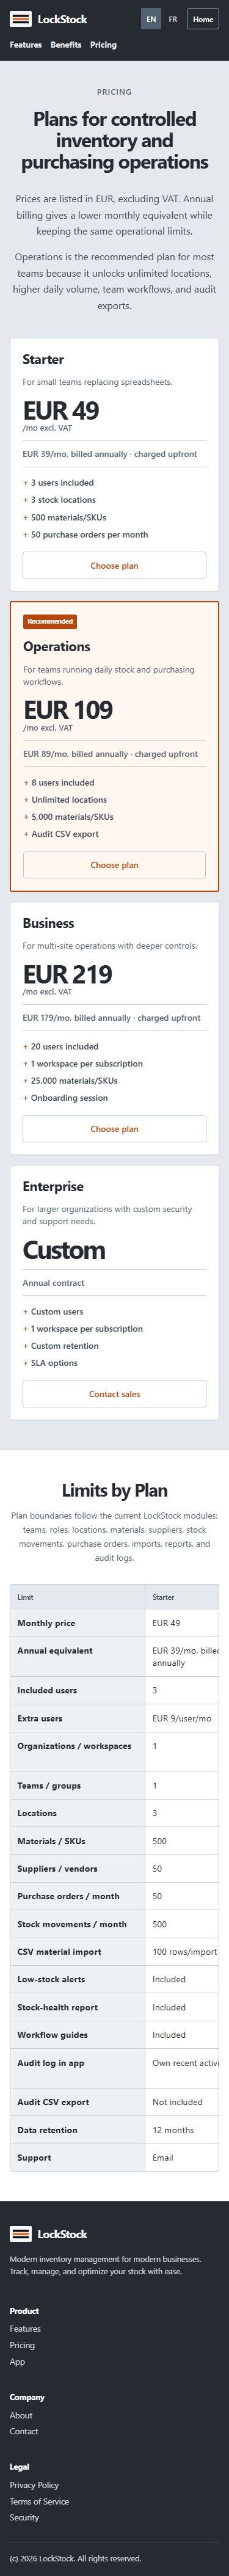 LockStock
EN
FR
Home
Features
Benefits
Pricing
PRICING
Plans for controlled
inventory and
purchasing operations
Prices are listed in EUR, excluding VAT. Annual
billing gives a lower monthly equivalent while
keeping the same operational limits.
Operations is the recommended plan for most
teams because it unlocks unlimited locations,
higher daily volume, team workflows, and audit
exports.
Starter
For small teams replacing spreadsheets.
EUR 49
/mo excl. VAT
EUR 39/mo, billed annually · charged upfront
+ 3 users included
+ 3 stock locations
+ 500 materials/SKUs
+ 50 purchase orders per month
Choose plan
Recommended
Operations
For teams running daily stock and purchasing
workflows.
EUR 109
/mo excl. VAT
EUR 89/mo, billed annually · charged upfront
+ 8 users included
+ Unlimited locations
+ 5,000 materials/SKUs
+ Audit CSV export
Choose plan
Business
For multi-site operations with deeper controls.
EUR 219
/mo excl. VAT
EUR 179/mo, billed annually · charged upfront
+ 20 users included
+ 1 workspace per subscription
+ 25,000 materials/SKUs
+ Onboarding session
Choose plan
Enterprise
For larger organizations with custom security
and support needs.
Custom
Annual contract
+ Custom users
+ 1 workspace per subscription
+ Custom retention
+ SLA options
Contact sales
Limits by Plan
Plan boundaries follow the current LockStock modules:
teams, roles, locations, materials, suppliers, stock
movements, purchase orders, imports, reports, and
audit logs.
Limit Starter
Monthly price EUR 49
Annual equivalent EUR 39/mo, billed
annually
Included users 3
Extra users EUR 9/user/mo
Organizations / workspaces 1
Teams / groups 1
Locations 3
Materials / SKUs 500
Suppliers / vendors 50
Purchase orders / month 50
Stock movements / month 500
CSV material import 100 rows/import
Low-stock alerts Included
Stock-health report Included
Workflow guides Included
Audit log in app Own recent activi
Audit CSV export Not included
Data retention 12 months
Support Email
LockStock
Modern inventory management for modern businesses.
Track, manage, and optimize your stock with ease.
Product
Features
Pricing
App
Company
About
Contact
Legal
Privacy Policy
Terms of Service
Security
(c) 2026 LockStock. All rights reserved.